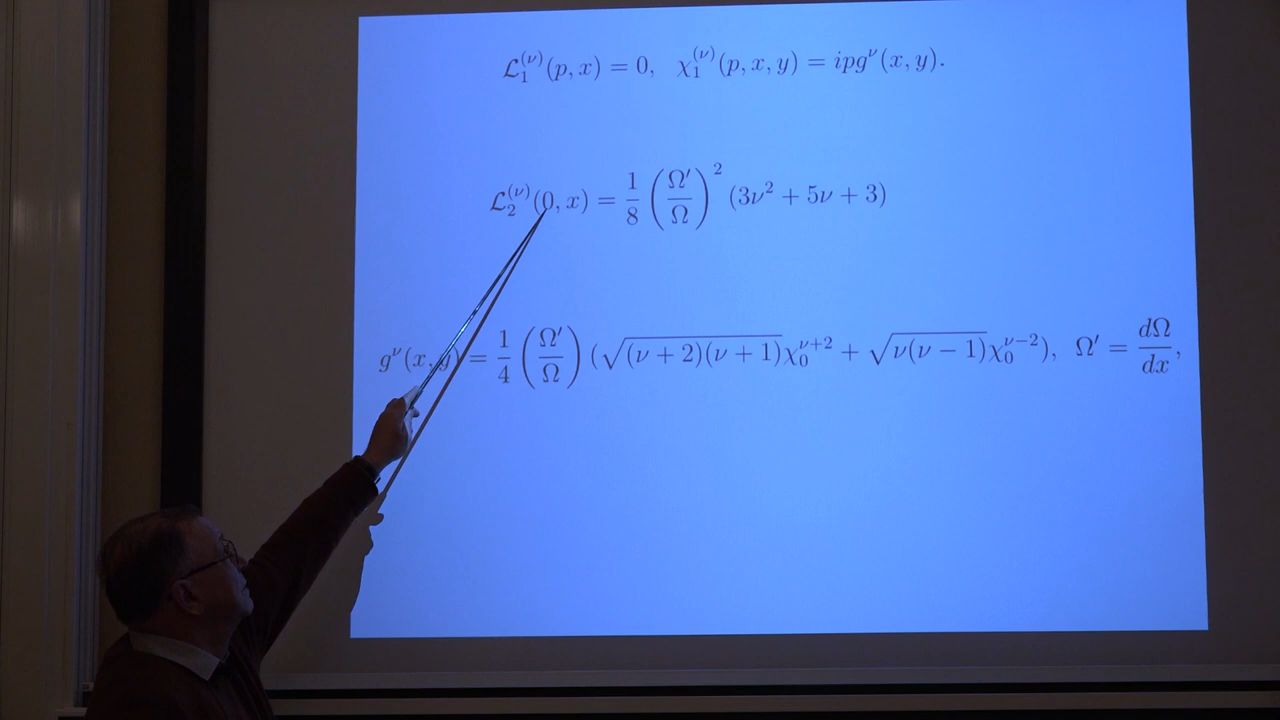 $\mathcal{L}_1^{(\nu)}(p, x) = 0, \quad \chi_1^{(\nu)}(p, x, y) = ipg^{\nu}(x, y).$
$\mathcal{L}_2^{(\nu)}(0, x) = \frac{1}{8} \left( \frac{\Omega'}{\Omega} \right)^2 (3\nu^2 + 5\nu + 3)$
$g^{\nu}(x, y) = \frac{1}{4} \left( \frac{\Omega'}{\Omega} \right) (\sqrt{(\nu + 2)(\nu + 1)} \chi_0^{\nu+2} + \sqrt{\nu(\nu - 1)} \chi_0^{\nu-2}), \quad \Omega' = \frac{d\Omega}{dx},$